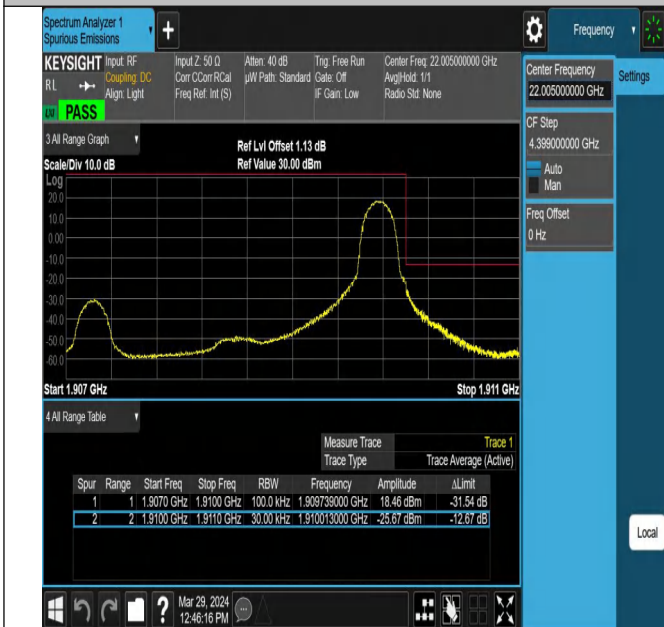 Spectrum Analyzer 1
Spurious Emissions
Frequency
KEYSIGHT
RL
Input: RF
Coupling: DC
Align: Light
Input Z: 50 Ω
Corr CCorr RCal
Freq Ref: Int (S)
Atten: 40 dB
µW Path: Standard
Trig: Free Run
Gate: Off
IF Gain: Low
Center Freq: 22.005000000 GHz
Avg|Hold: 1/1
Radio Std: None
PASS
Center Frequency
22.005000000 GHz
Settings
CF Step
4.399000000 GHz
Auto
Man
Freq Offset
0 Hz
3 All Range Graph
Scale/Div 10.0 dB
Ref Lvl Offset 1.13 dB
Ref Value 30.00 dBm
Log
20.0
10.0
0.00
-10.0
-20.0
-30.0
-40.0
-50.0
-60.0
Start 1.907 GHz
Stop 1.911 GHz
4 All Range Table
Measure Trace Trace 1
Trace Type Trace Average (Active)
Spur Range Start Freq Stop Freq RBW Frequency Amplitude ΔLimit
1 1 1.9070 GHz 1.9100 GHz 100.0 kHz 1.909739000 GHz 18.46 dBm -31.54 dB
2 2 1.9100 GHz 1.9110 GHz 30.00 kHz 1.910013000 GHz -25.67 dBm -12.67 dB
Local
Mar 29, 2024
12:46:16 PM